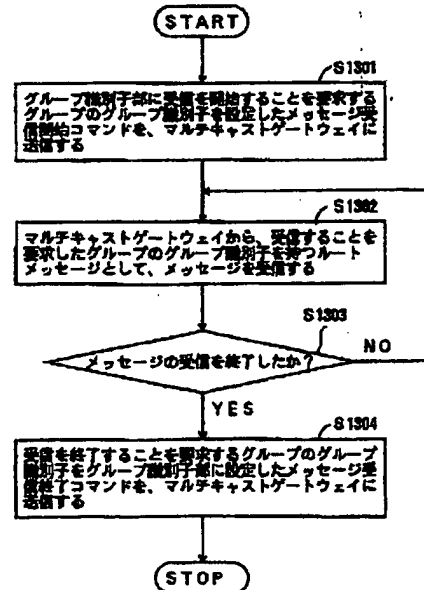 START
S1301
グループ識別子部に受信を開始することを要求する
グループのグループ識別子を設定したメッセージ受
信開始コマンドを、マルチキャストゲートウェイに
送信する
S1302
マルチキャストゲートウェイから、受信することを
要求したグループのグループ識別子を持つルート
メッセージとして、メッセージを受信する
S1303
メッセージの受信を終了したか?
NO
YES
S1304
受信を終了することを要求するグループのグループ
識別子をグループ識別子部に設定したメッセージ受
信終了コマンドを、マルチキャストゲートウェイに
送信する
STOP